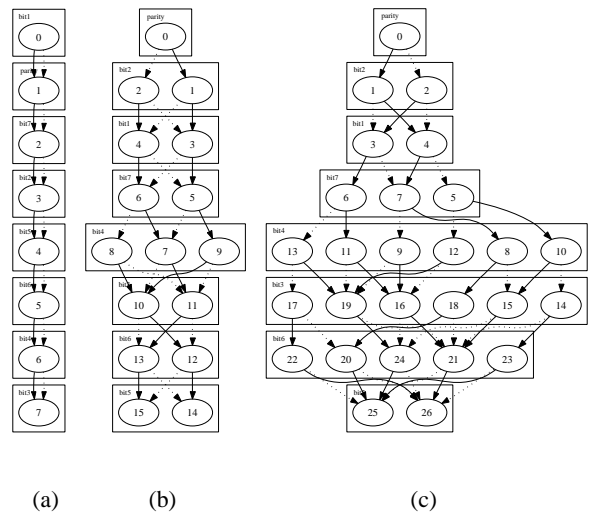 bit1
0
1
bit7
2
bit2
3
bit5
4
bit6
5
bit4
6
bit3
7
(a)
parity
0
bit2
2 1
bit1
4 3
bit7
6 5
bit4
8 7 9
10 11
bit6
13 12
bit5
15 14
(b)
parity
0
bit2
1 2
bit1
3 4
bit7
6 7 5
bit4
13 11 9 12 8 10
bit3
17 19 16 18 15 14
bit6
22 20 24 21 23
25 26
(c)